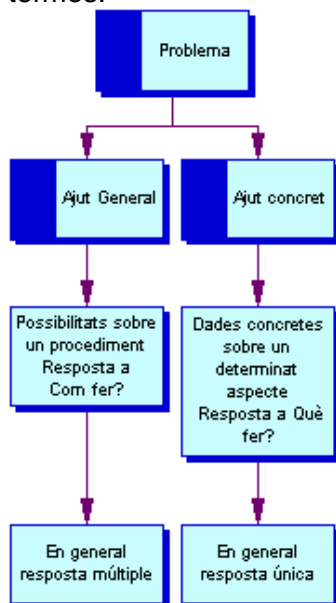 termes.
Problema
Ajut General
Ajut concret
Possibilitats sobre
un procediment
Resposta a
Com fer?
Dades concretes
sobre un
determinat
aspecte
Resposta a Què
fer?
En general
resposta múltiple
En general
resposta única